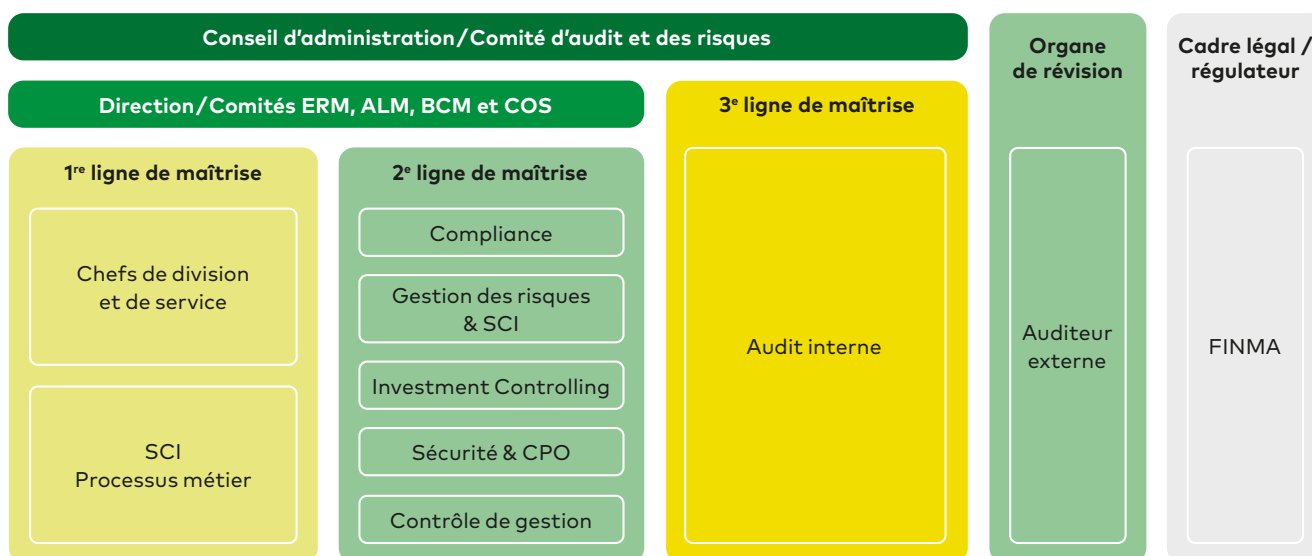 Conseil d'administration/Comité d'audit et des risques
Direction/Comités ERM, ALM, BCM et COS
1re ligne de maîtrise
Chefs de division
et de service
SCI
Processus métier
2e ligne de maîtrise
Compliance
Gestion des risques
& SCI
Investment Controlling
Sécurité & CPO
Contrôle de gestion
3e ligne de maîtrise
Audit interne
Organe
de révision
Auditeur
externe
Cadre légal /
régulateur
FINMA